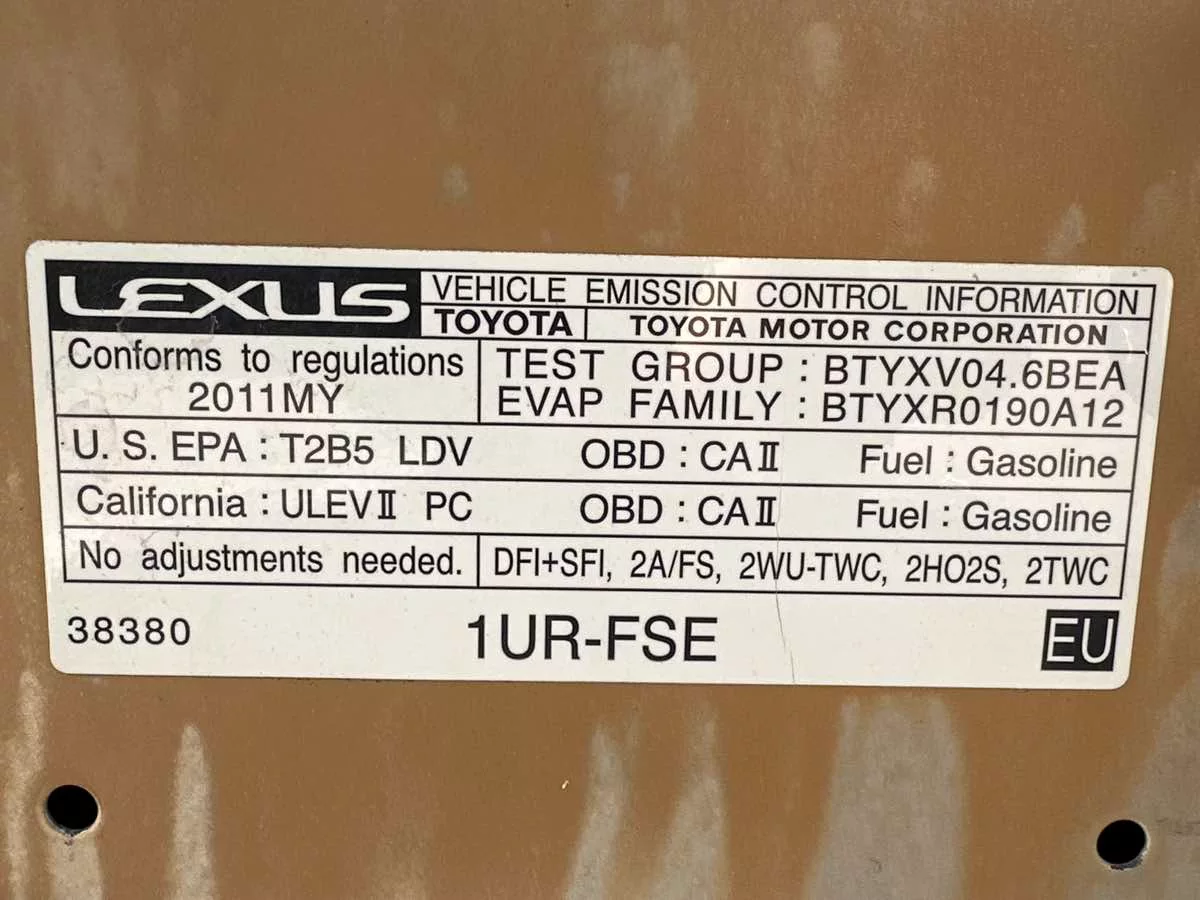 LEXUS VEHICLE EMISSION CONTROL INFORMATION
TOYOTA TOYOTA MOTOR CORPORATION
Conforms to regulations
2011MY
TEST GROUP : BTYXV04.6BEA
EVAP FAMILY : BTYXR0190A12
U. S. EPA : T2B5 LDV OBD : CAⅡ Fuel : Gasoline
California : ULEVⅡ PC OBD : CAⅡ Fuel : Gasoline
No adjustments needed. DFI+SFI, 2A/FS, 2WU-TWC, 2HO2S, 2TWC
38380 1UR-FSE EU